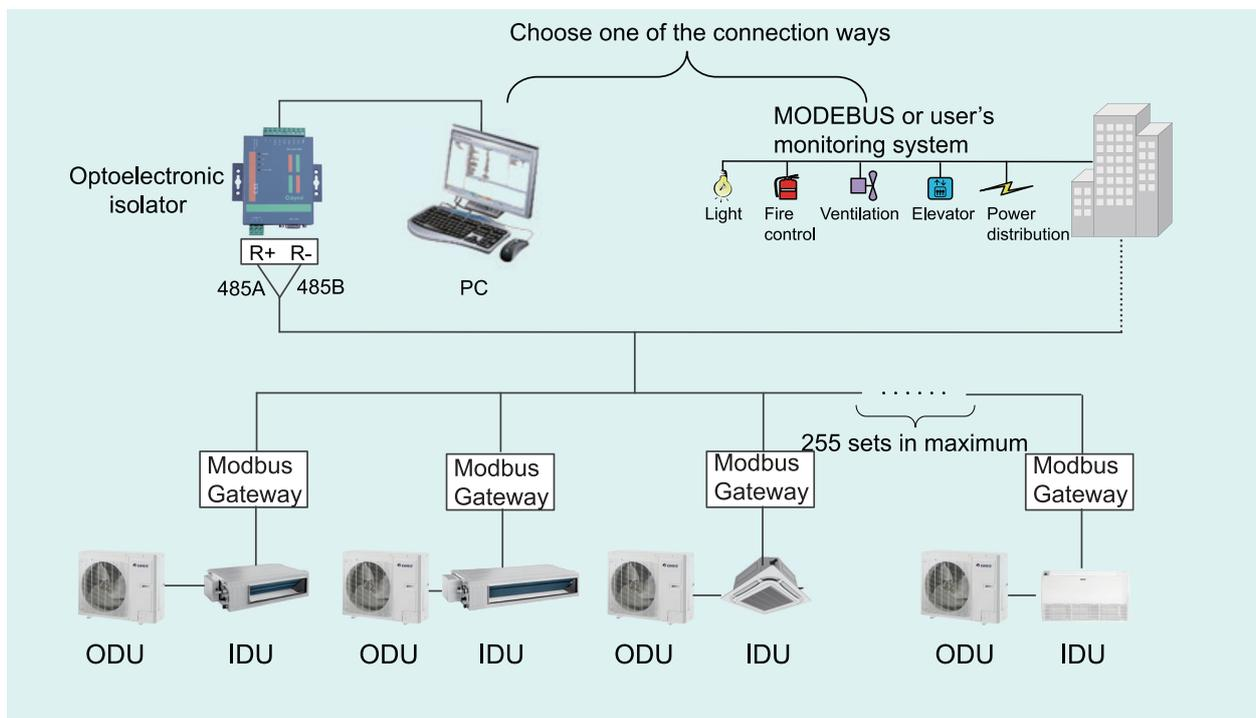 Choose one of the connection ways
MODEBUS or user's
monitoring system
Optoelectronic
isolator
Light
Fire
control
Ventilation
Elevator
Power
distribution
R+ R-
485A
485B
PC
255 sets in maximum
Modbus
Gateway
Modbus
Gateway
Modbus
Gateway
Modbus
Gateway
ODU
IDU
ODU
IDU
ODU
IDU
ODU
IDU